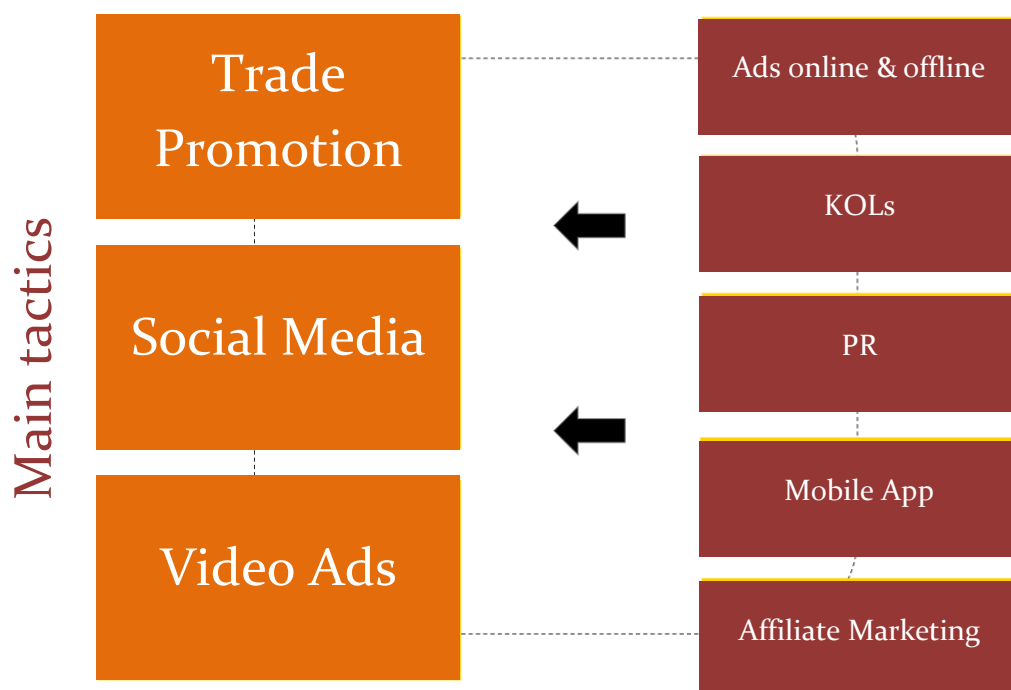 Main tactics
Trade
Promotion
Social Media
Video Ads
Ads online & offline
KOLs
PR
Mobile App
Affiliate Marketing